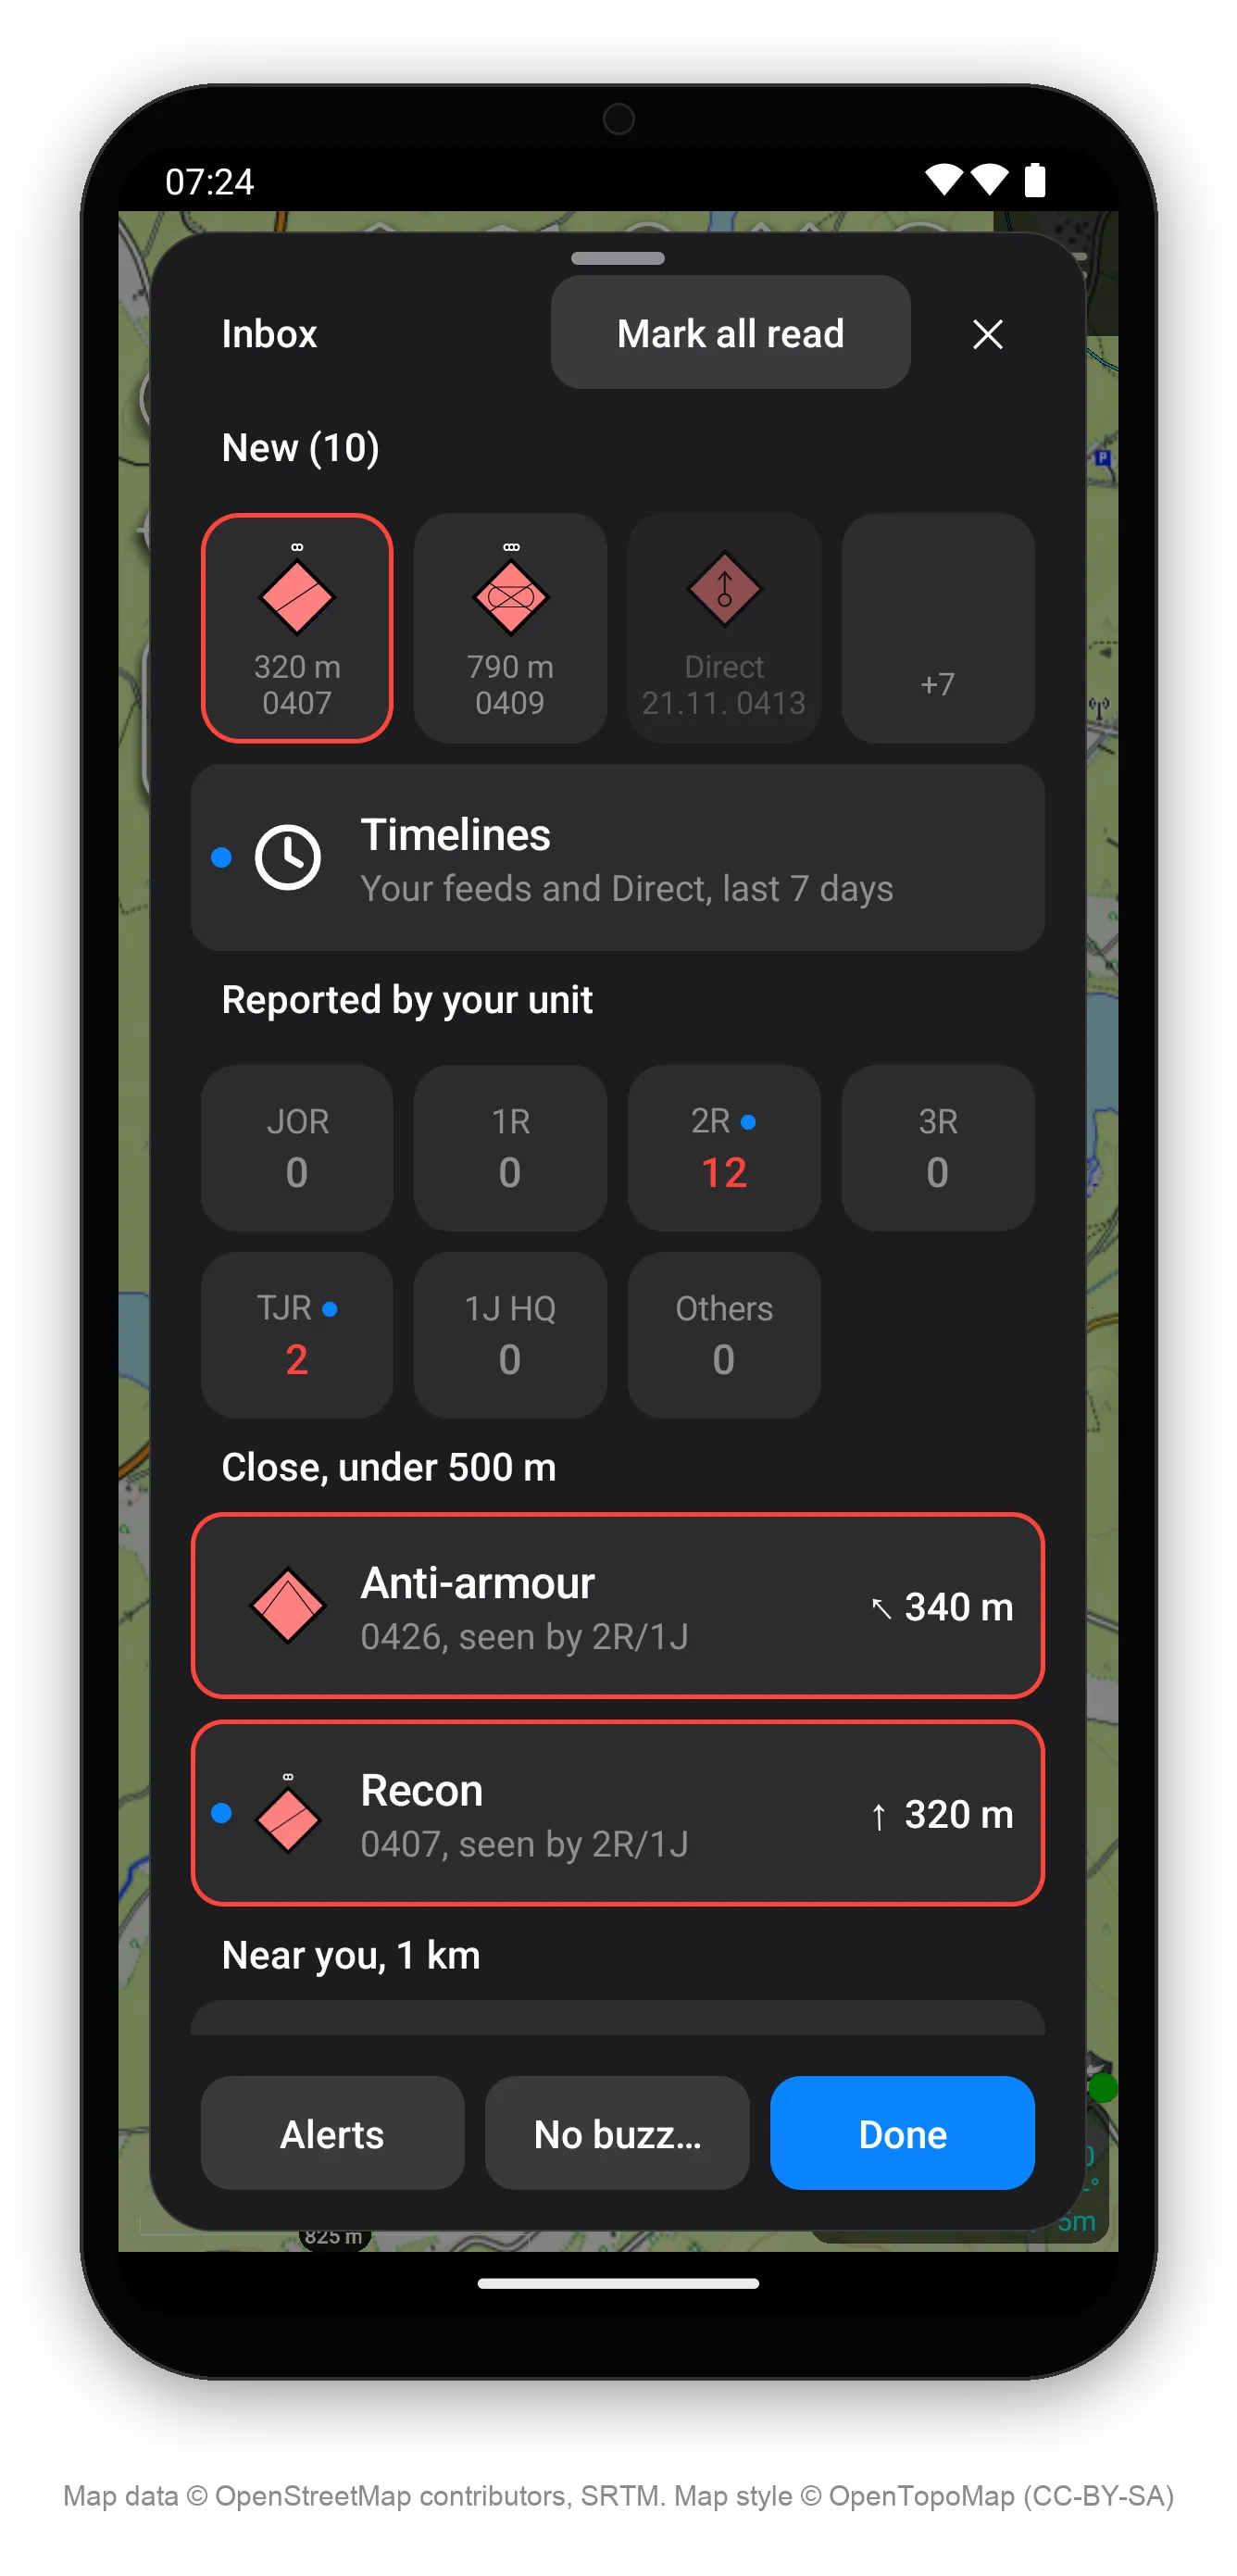 07:24
Inbox
Mark all read
New (10)
320 m
0407
790 m
0409
Direct
21.11. 0413
+7
Timelines
Your feeds and Direct, last 7 days
Reported by your unit
JOR
0
1R
0
2R
12
3R
0
TJR
2
1J HQ
0
Others
0
Close, under 500 m
Anti-armour
0426, seen by 2R/1J
↖ 340 m
Recon
0407, seen by 2R/1J
↑ 320 m
Near you, 1 km
Alerts
No buzz…
Done
825 m
5m
Map data © OpenStreetMap contributors, SRTM. Map style © OpenTopoMap (CC-BY-SA)